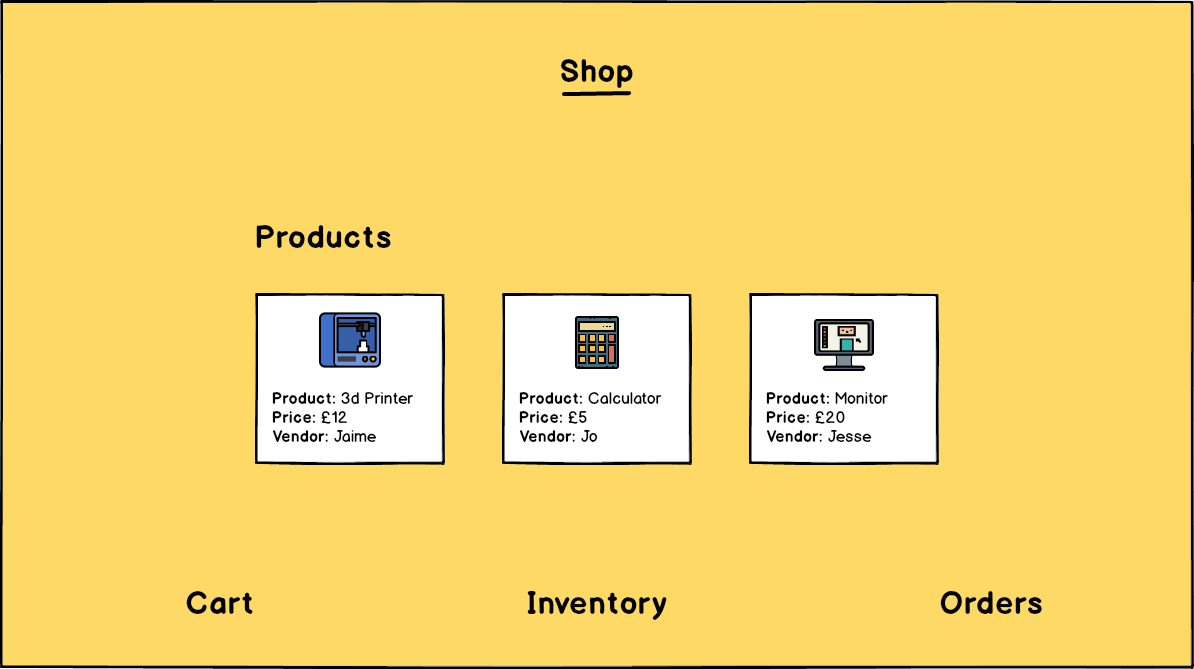 Shop
Products
Product: 3d Printer
Price: £12
Vendor: Jaime
Product: Calculator
Price: £5
Vendor: Jo
Product: Monitor
Price: £20
Vendor: Jesse
Cart
Inventory
Orders